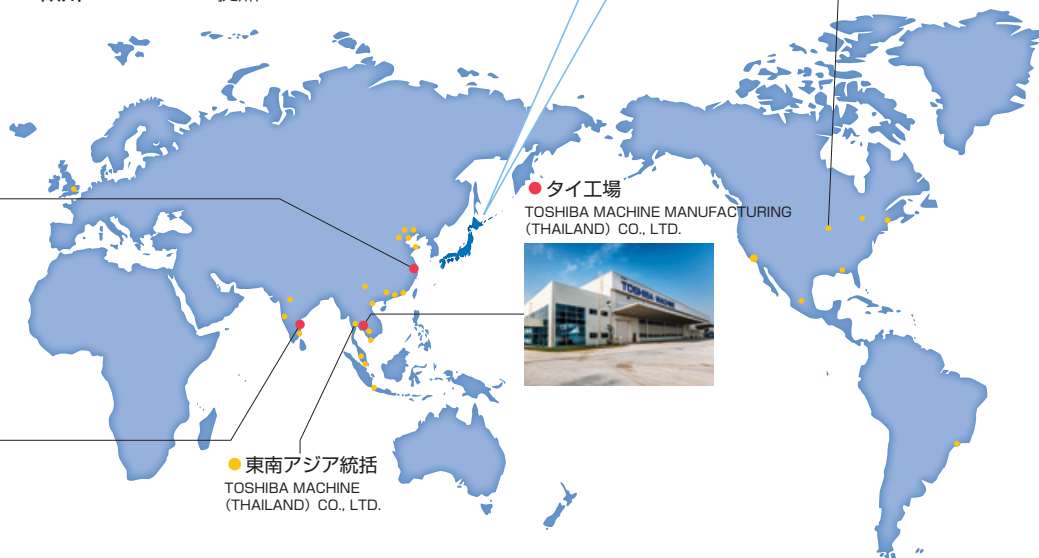 タイ工場
TOSHIBA MACHINE MANUFACTURING
(THAILAND) CO., LTD.
TOSHIBA MACHINE
東南アジア統括
TOSHIBA MACHINE
(THAILAND) CO., LTD.